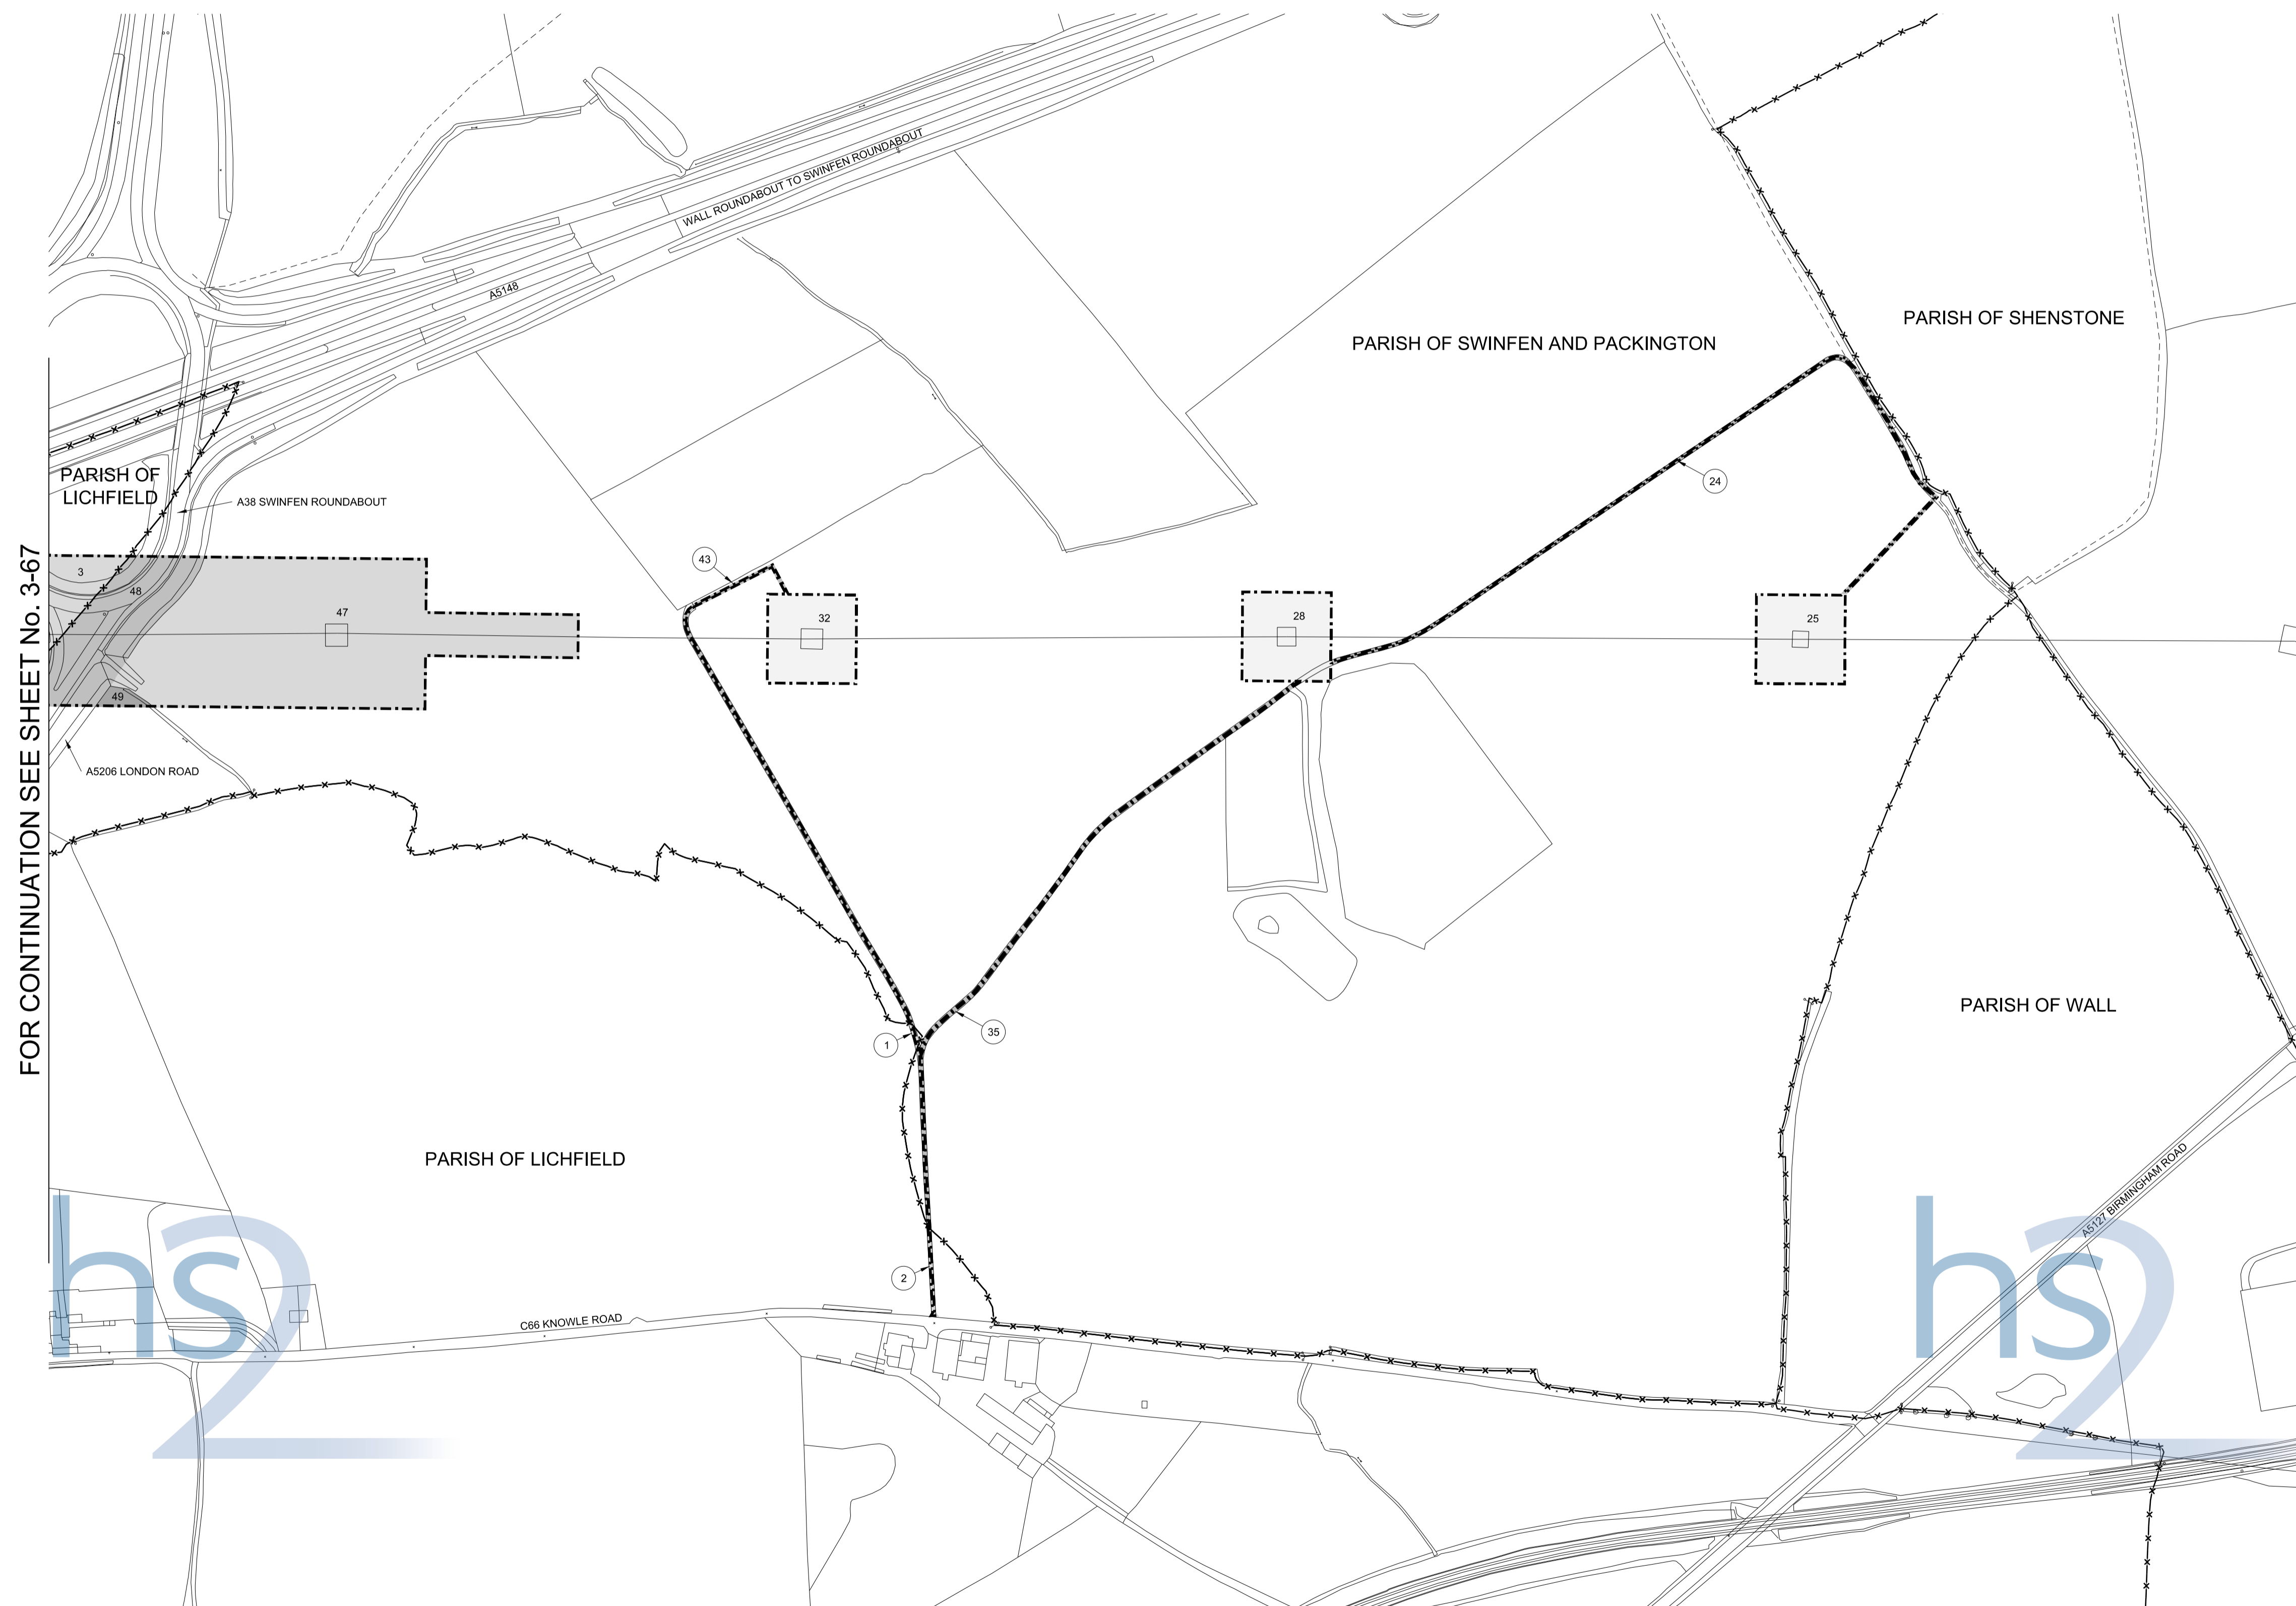 WALL ROUNDABOUT TO SWINFEN ROUNDABOUT
A5148
PARISH OF SHENSTONE
PARISH OF SWINFEN AND PACKINGTON
PARISH OF
LICHFIELD
A38 SWINFEN ROUNDABOUT
24
FOR CONTINUATION SEE SHEET No. 3-67
43
3
48
47
32
28
25
49
A5206 LONDON ROAD
PARISH OF WALL
35
1
PARISH OF LICHFIELD
A5127 BIRMINGHAM ROAD
hs2
hs2
2
C66 KNOWLE ROAD